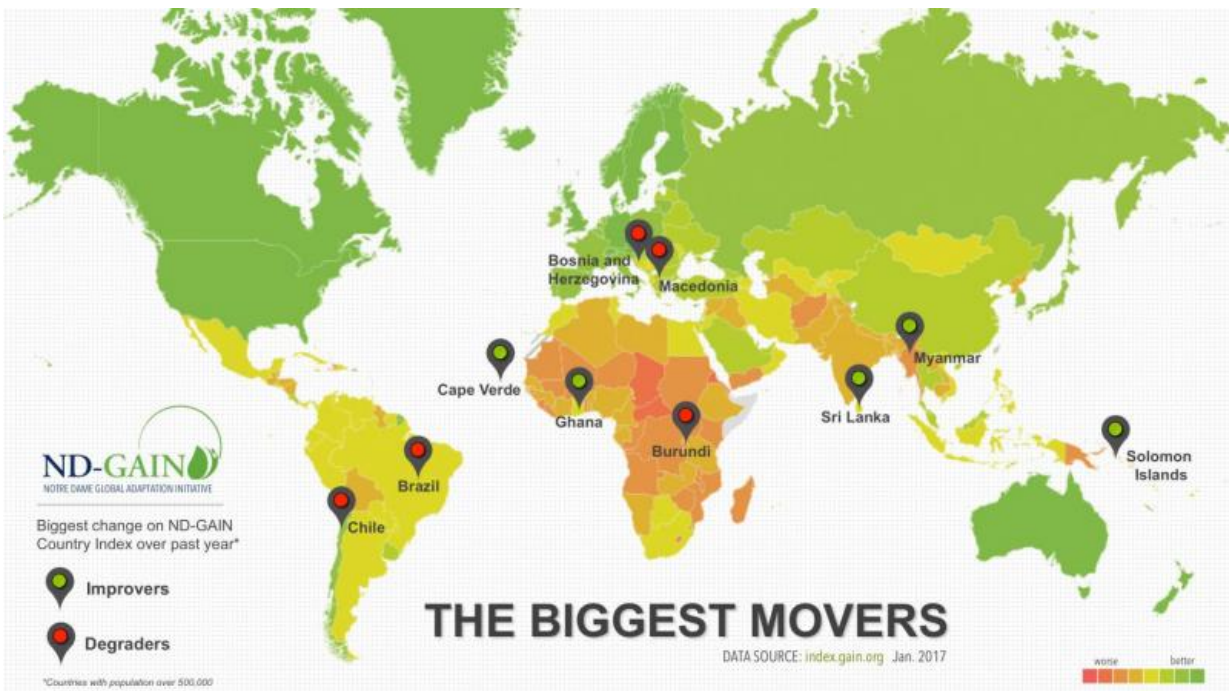 Bosnia and
Herzegovina
Macedonia
Cape Verde
Ghana
Burundi
Myanmar
Sri Lanka
Solomon
Islands
Brazil
Chile
ND-GAIN
NOTRE DAME GLOBAL ADAPTATION INITIATIVE
Biggest change on ND-GAIN
Country Index over past year*
Improvers
Degraders
*Countries with population over 500,000
THE BIGGEST MOVERS
DATA SOURCE: index.gain.org Jan. 2017
worse better